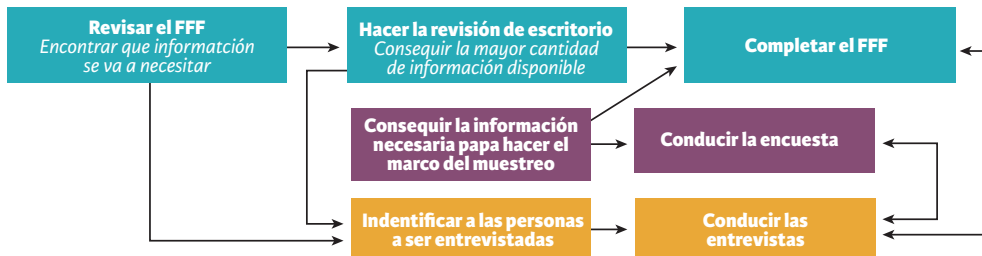 Revisar el FFF
Encontrar que informatción
se va a necesitar
Hacer la revisión de escritorio
Consequir la mayor cantidad
de información disponible
Completar el FFF
Consequir la información
necesaria papa hacer el
marco del muestreo
Conducir la encuesta
Indentificar a las personas
a ser entrevistadas
Conducir las
entrevistas